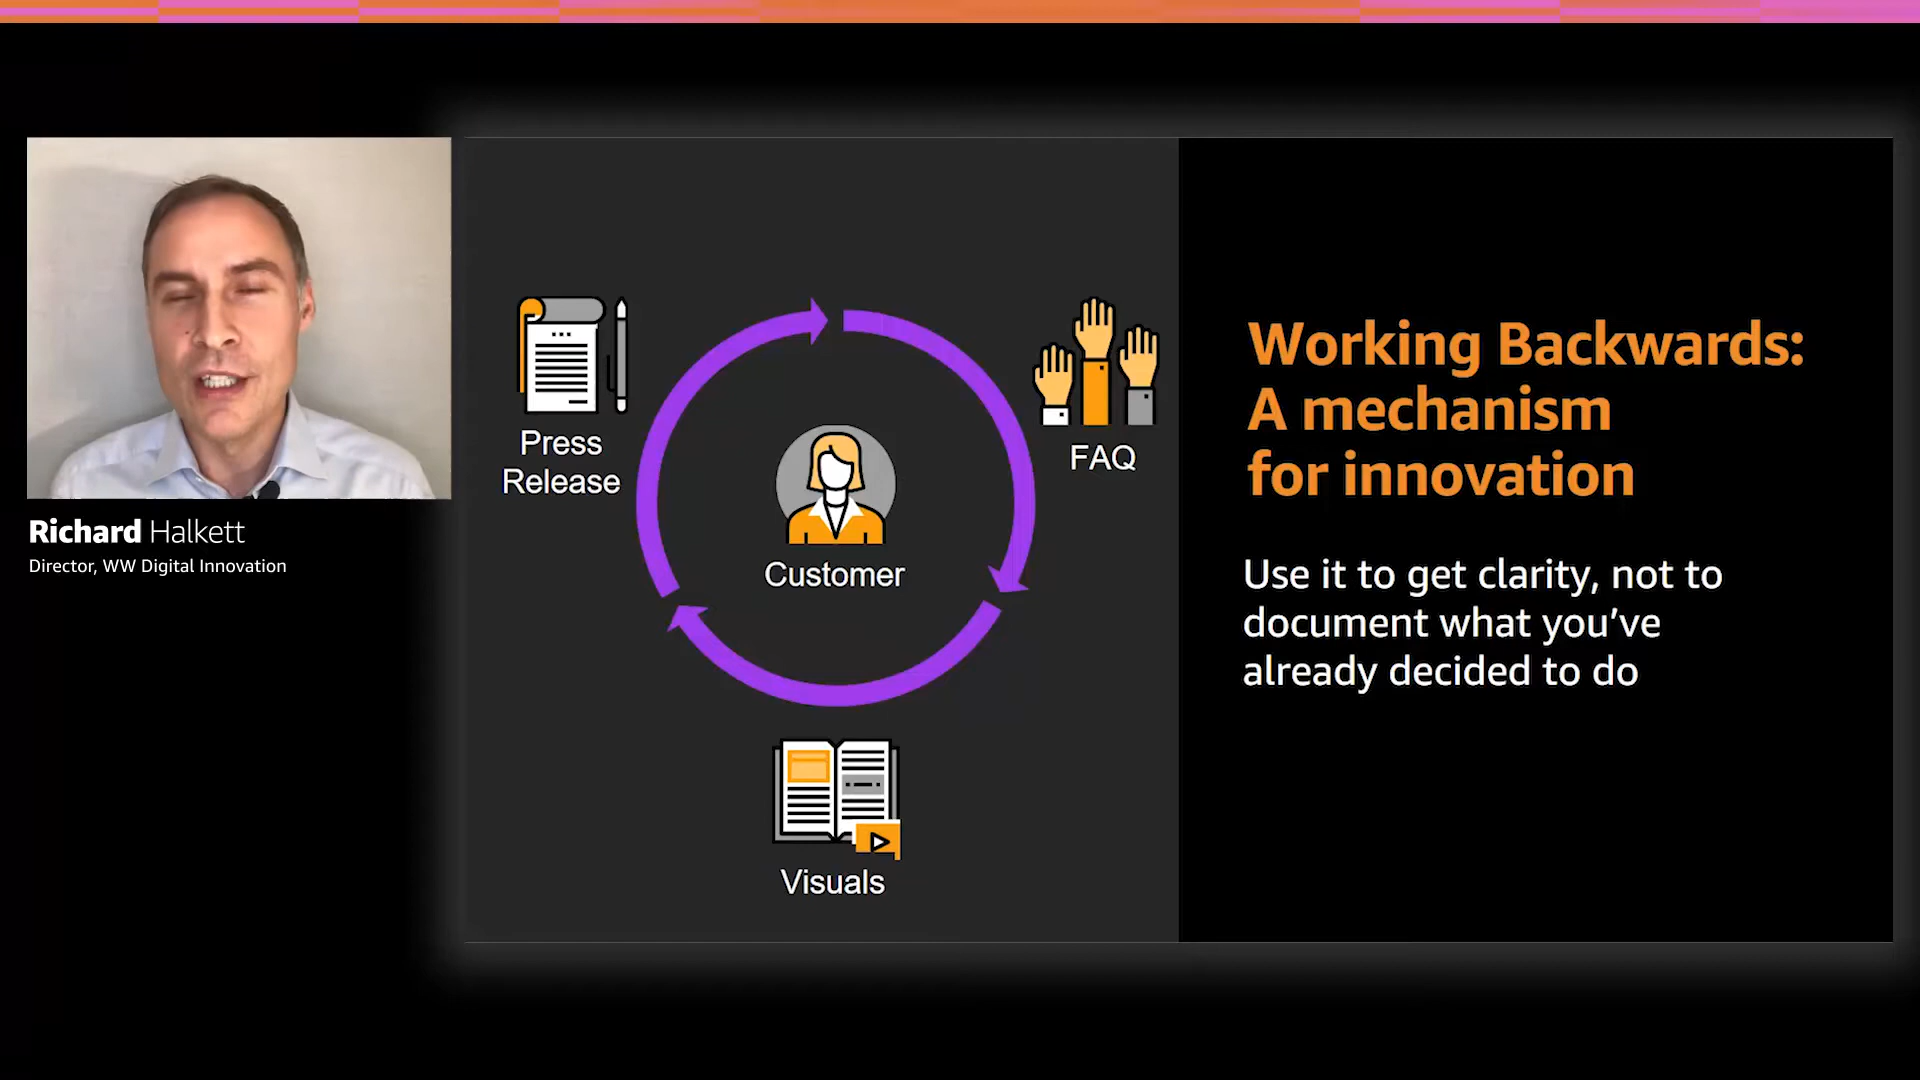 Richard Halkett
Director, WW Digital Innovation
Press
Release
FAQ
Customer
Visuals
Working Backwards:
A mechanism
for innovation
Use it to get clarity, not to
document what you’ve
already decided to do